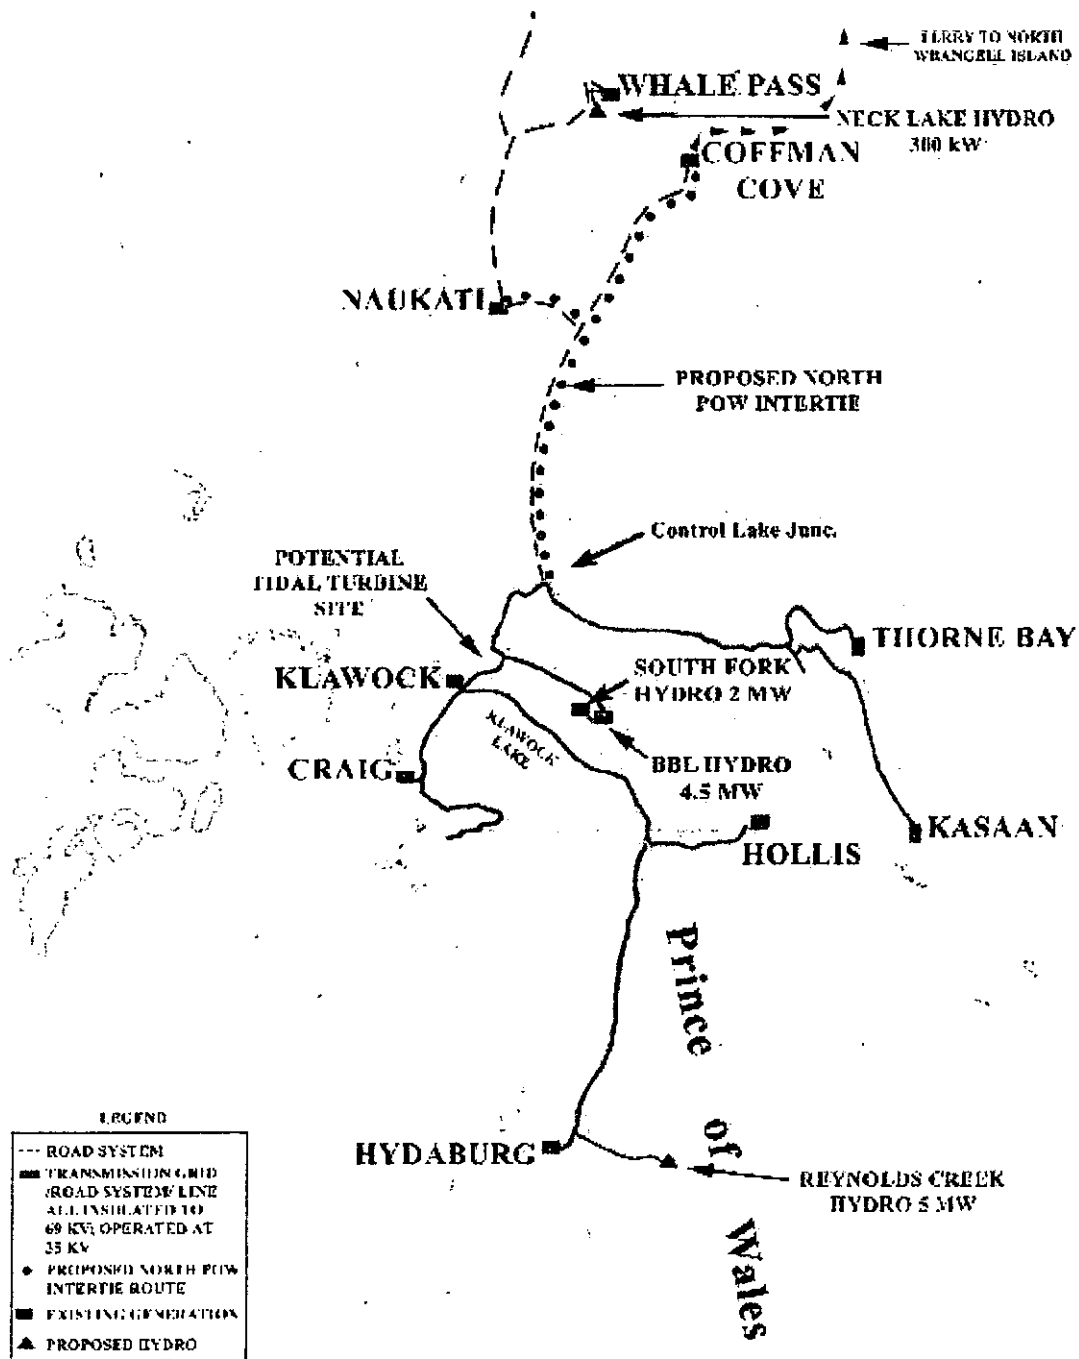 FERRY TO NORTH
WRANGELL ISLAND
WHALE PASS
NECK LAKE HYDRO
300 kW
COFFMAN
COVE
NAUKATI
PROPOSED NORTH
POW INTERTIE
Control Lake Junc.
POTENTIAL
TIDAL TURBINE
SITE
THORNE BAY
SOUTH FORK
HYDRO 2 MW
KLAWOCK
KLAWOCK
LAKE
CRAIG
BBL HYDRO
4.5 MW
KASAAN
HOLLIS
Prince of Wales
HYDABURG
REYNOLDS CREEK
HYDRO 5 MW
LEGEND
--- ROAD SYSTEM
TRANSMISSION GRID
/ROAD SYSTEM/ LINE
ALL INSULATED TO
69 KV; OPERATED AT
35 KV
PROPOSED NORTH POW
INTERTIE ROUTE
EXISTING GENERATION
PROPOSED HYDRO